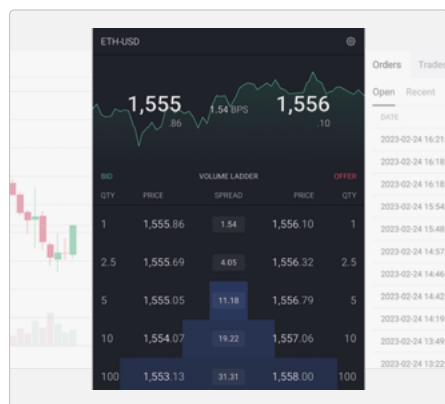 ETH-USD
1,555 .86
1.54 BPS
1,556 .10
BID VOLUME LADDER OFFER
QTY PRICE SPREAD PRICE QTY
1 1,555.86 1.54 1,556.10 1
2.5 1,555.69 4.05 1,556.32 2.5
5 1,555.05 11.18 1,556.79 5
10 1,554.07 19.22 1,557.06 10
100 1,553.13 31.31 1,558.00 100
Orders Trades
Open Recent
DATE
2023-02-24 16:21
2023-02-24 16:18
2023-02-24 16:18
2023-02-24 15:54
2023-02-24 15:48
2023-02-24 14:57
2023-02-24 14:46
2023-02-24 14:42
2023-02-24 14:19
2023-02-24 13:49
2023-02-24 13:22